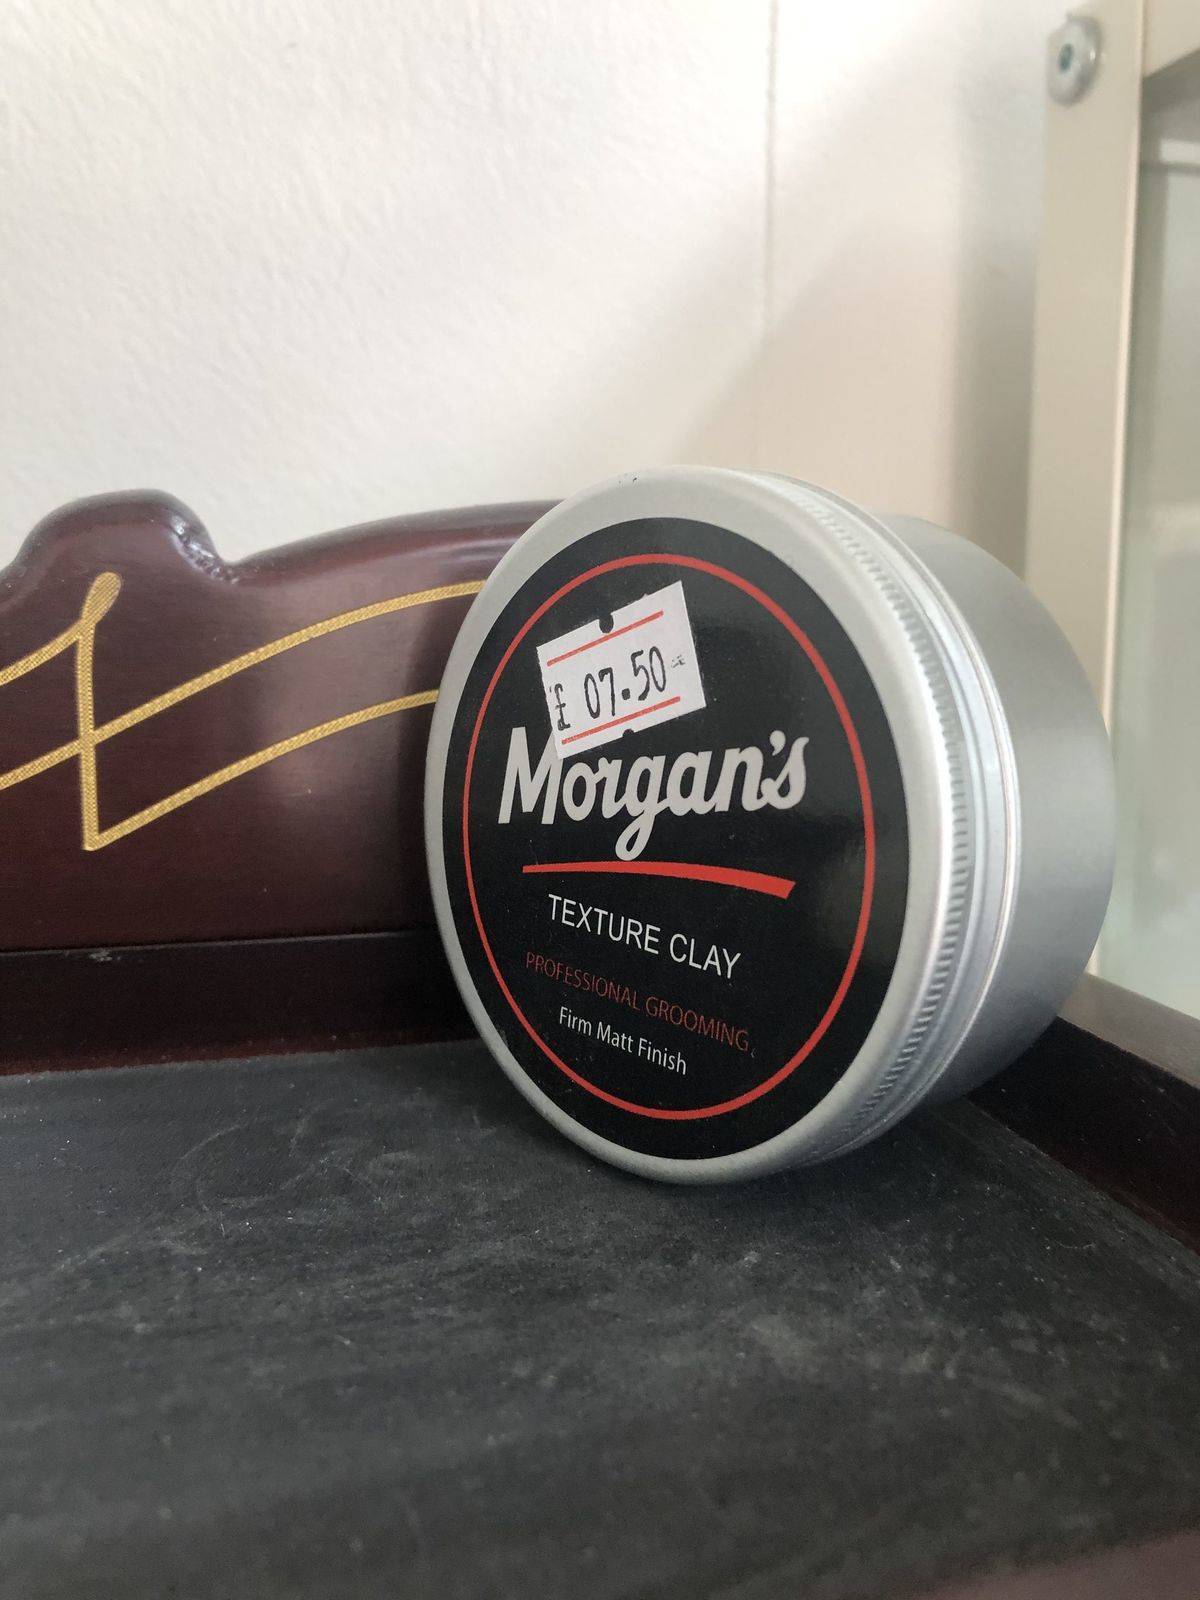 £ 07.50
Morgan's
TEXTURE CLAY
PROFESSIONAL GROOMING
Firm Matt Finish